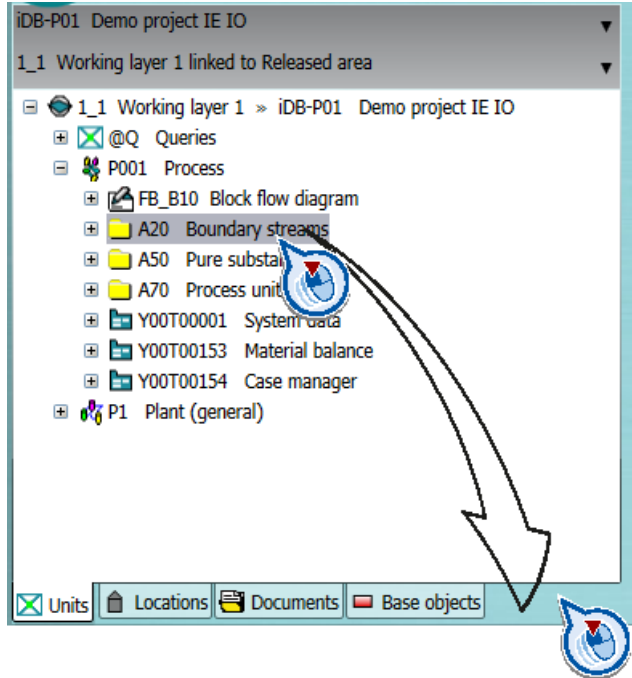 iDB-P01 Demo project IE IO
1_1 Working layer 1 linked to Released area
1_1 Working layer 1 » iDB-P01 Demo project IE IO
@Q Queries
P001 Process
FB_B10 Block flow diagram
A20 Boundary streams
A50 Pure
A70 Process
Y00T00001 System data
Y00T00153 Material balance
Y00T00154 Case manager
P1 Plant (general)
Units Locations Documents Base objects